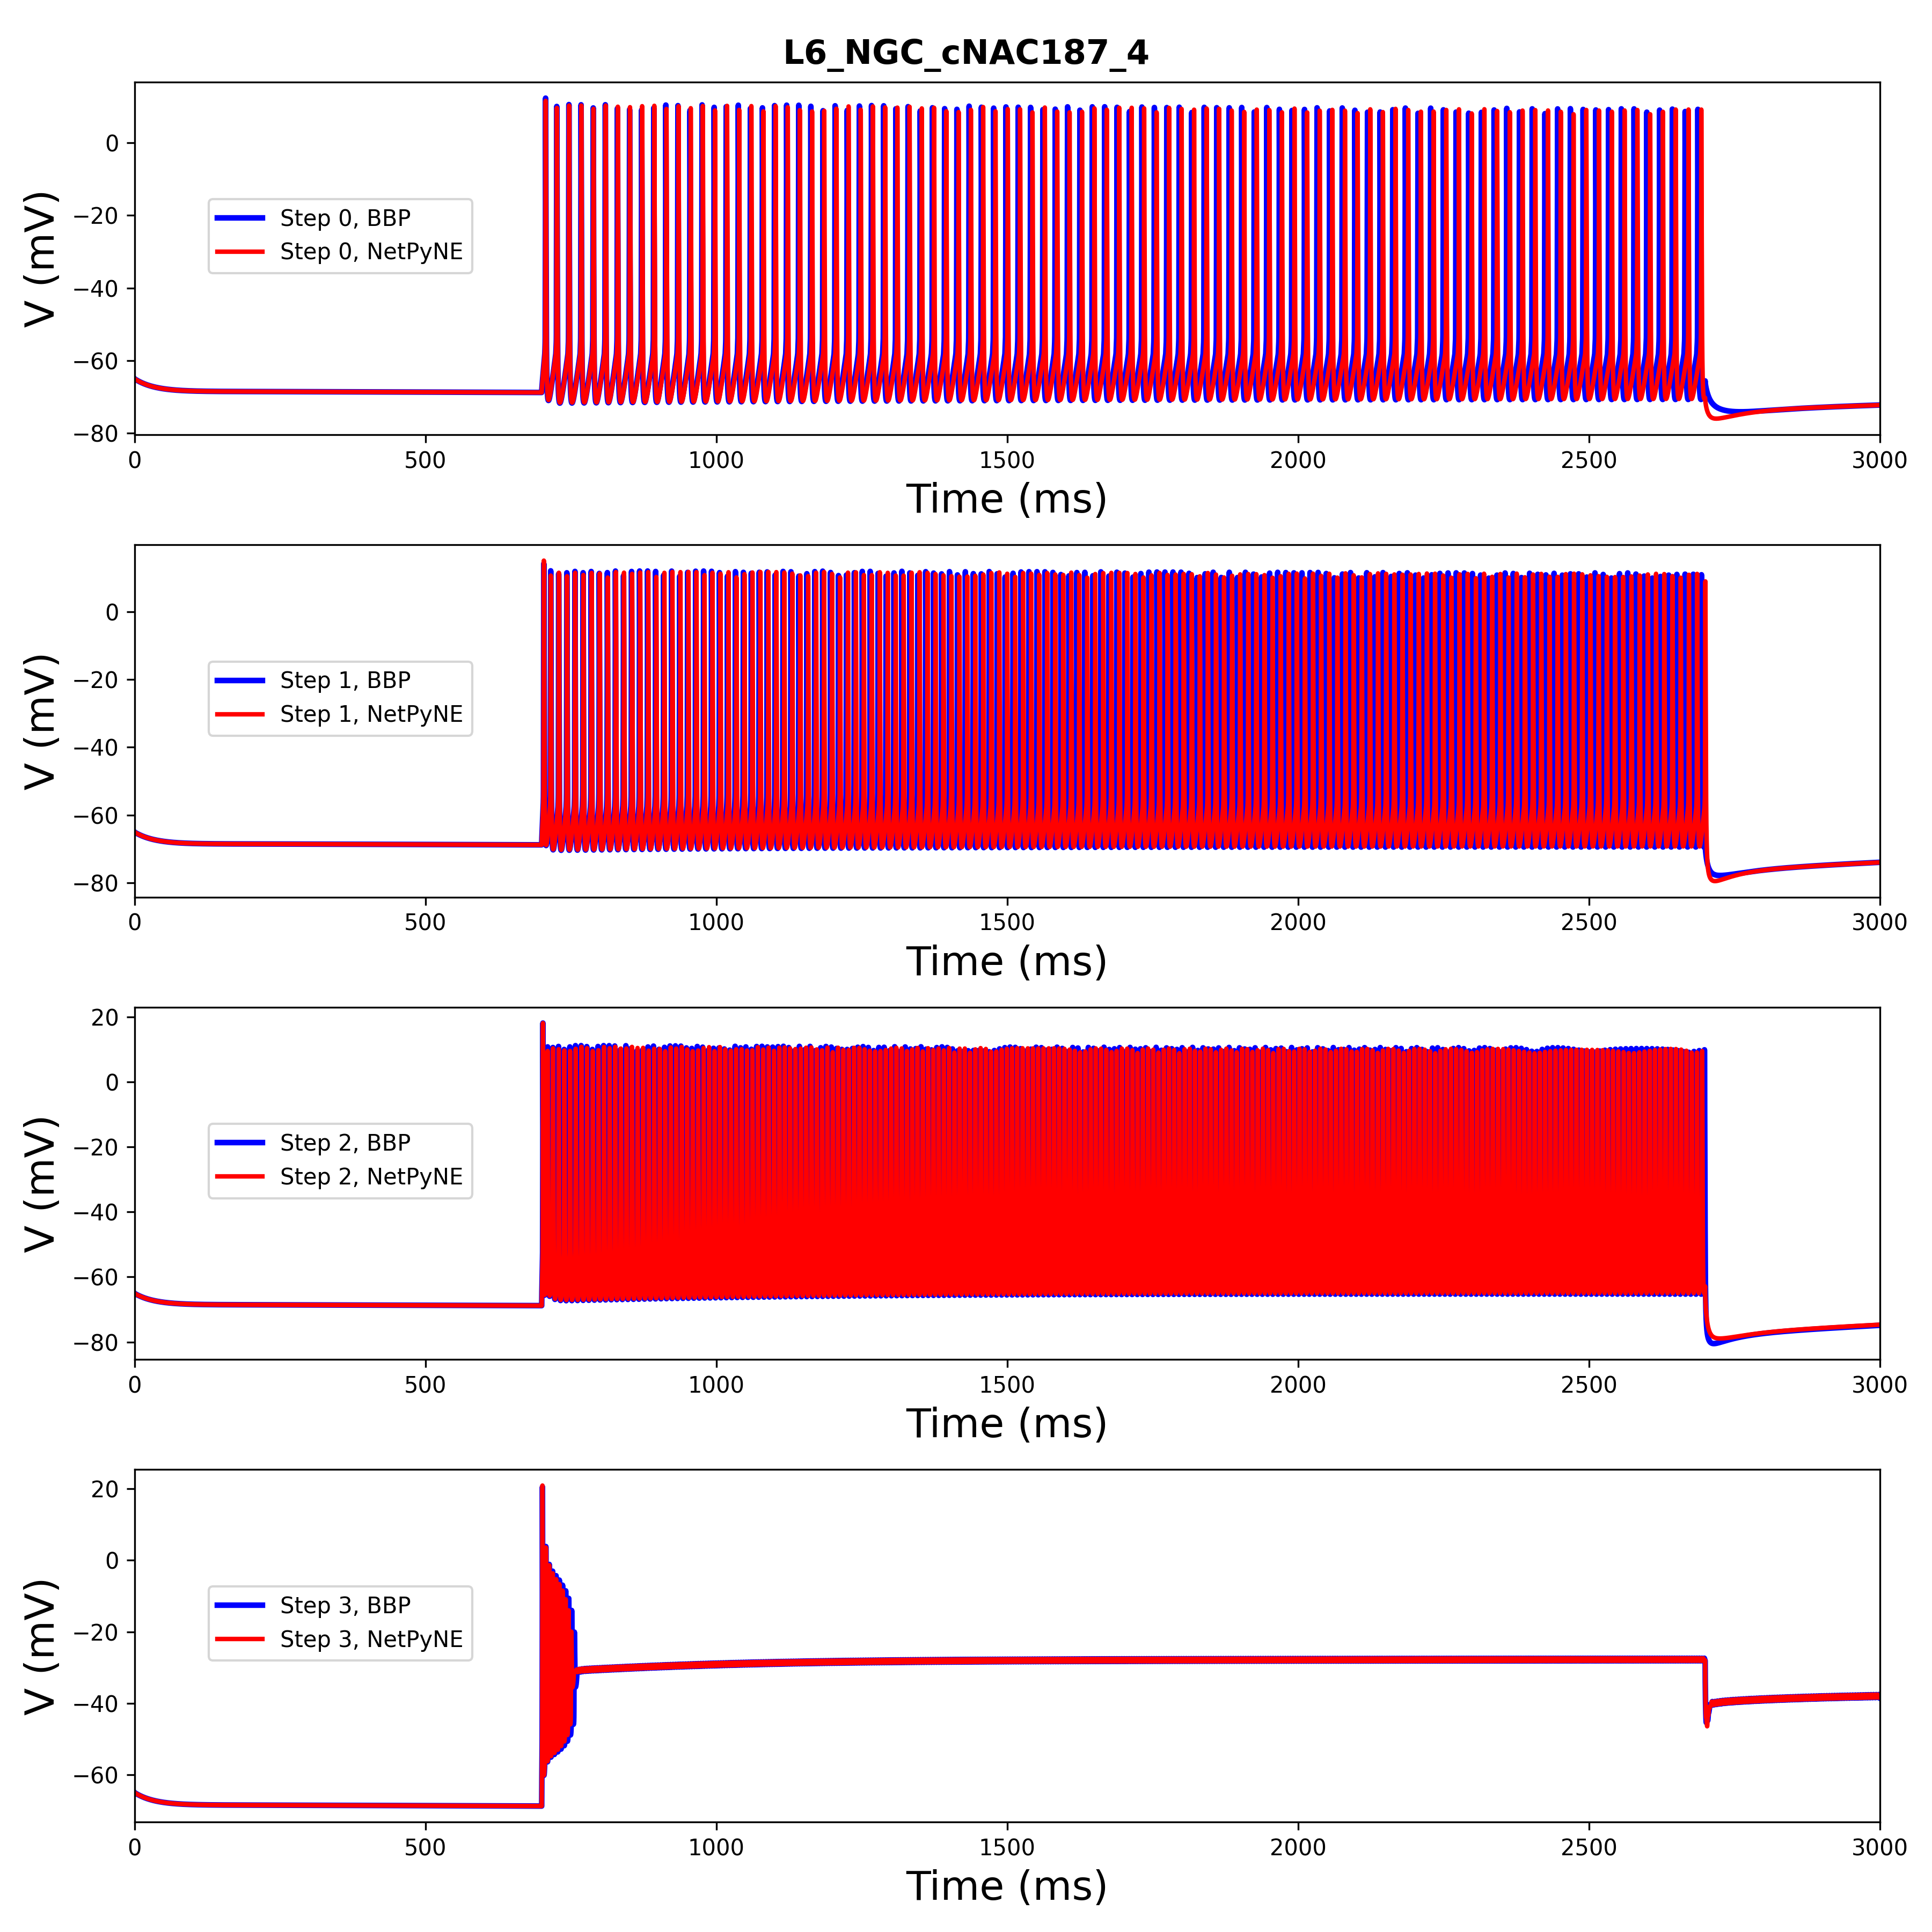 L6_NGC_cNAC187_4
0
−20
−40
−60
−80
V (mV)
Step 0, BBP
Step 0, NetPyNE
0 500 1000 1500 2000 2500 3000
Time (ms)
0
−20
−40
−60
−80
V (mV)
Step 1, BBP
Step 1, NetPyNE
0 500 1000 1500 2000 2500 3000
Time (ms)
20
0
−20
−40
−60
−80
V (mV)
Step 2, BBP
Step 2, NetPyNE
0 500 1000 1500 2000 2500 3000
Time (ms)
20
0
−20
−40
−60
V (mV)
Step 3, BBP
Step 3, NetPyNE
0 500 1000 1500 2000 2500 3000
Time (ms)